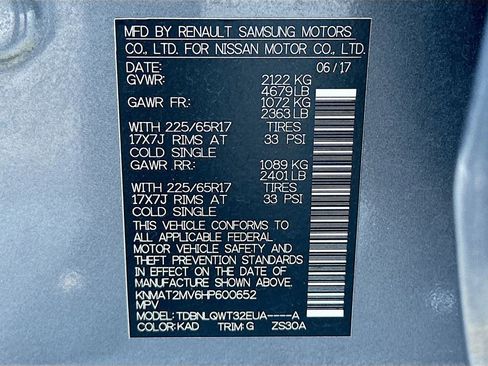 MFD BY RENAULT SAMSUNG MOTORS
CO., LTD. FOR NISSAN MOTOR CO., LTD.
DATE: 06/17
GVWR: 2122 KG
4679 LB
GAWR FR.: 1072 KG
2363 LB
WITH 225/65R17 TIRES
17X7J RIMS AT 33 PSI
COLD SINGLE
GAWR RR.: 1089 KG
2401 LB
WITH 225/65R17 TIRES
17X7J RIMS AT 33 PSI
COLD SINGLE
THIS VEHICLE CONFORMS TO
ALL APPLICABLE FEDERAL
MOTOR VEHICLE SAFETY AND
THEFT PREVENTION STANDARDS
IN EFFECT ON THE DATE OF
MANUFACTURE SHOWN ABOVE.
KNMAT2MV6HP600652
MPV
MODEL: TDBNLQWT32EUA----A
COLOR: KAD TRIM: G ZS30A